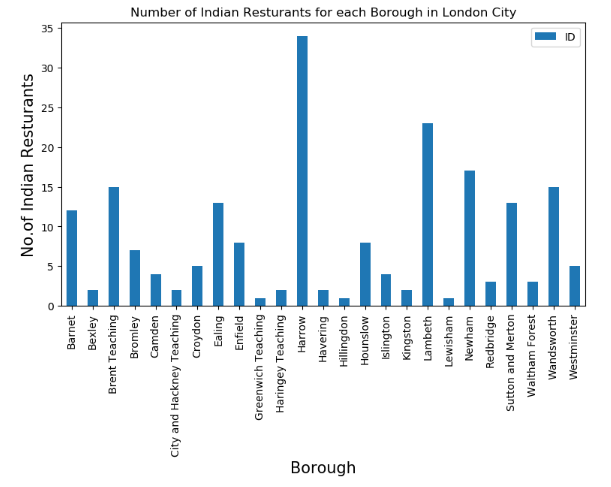 Number of Indian Resturants for each Borough in London City
ID
No.of Indian Resturants
35
30
25
20
15
10
5
0
Barnet
Bexley
Brent Teaching
Bromley
Camden
City and Hackney Teaching
Croydon
Ealing
Enfield
Greenwich Teaching
Haringey Teaching
Harrow
Havering
Hillingdon
Hounslow
Islington
Kingston
Lambeth
Lewisham
Newham
Redbridge
Sutton and Merton
Waltham Forest
Wandsworth
Westminster
Borough